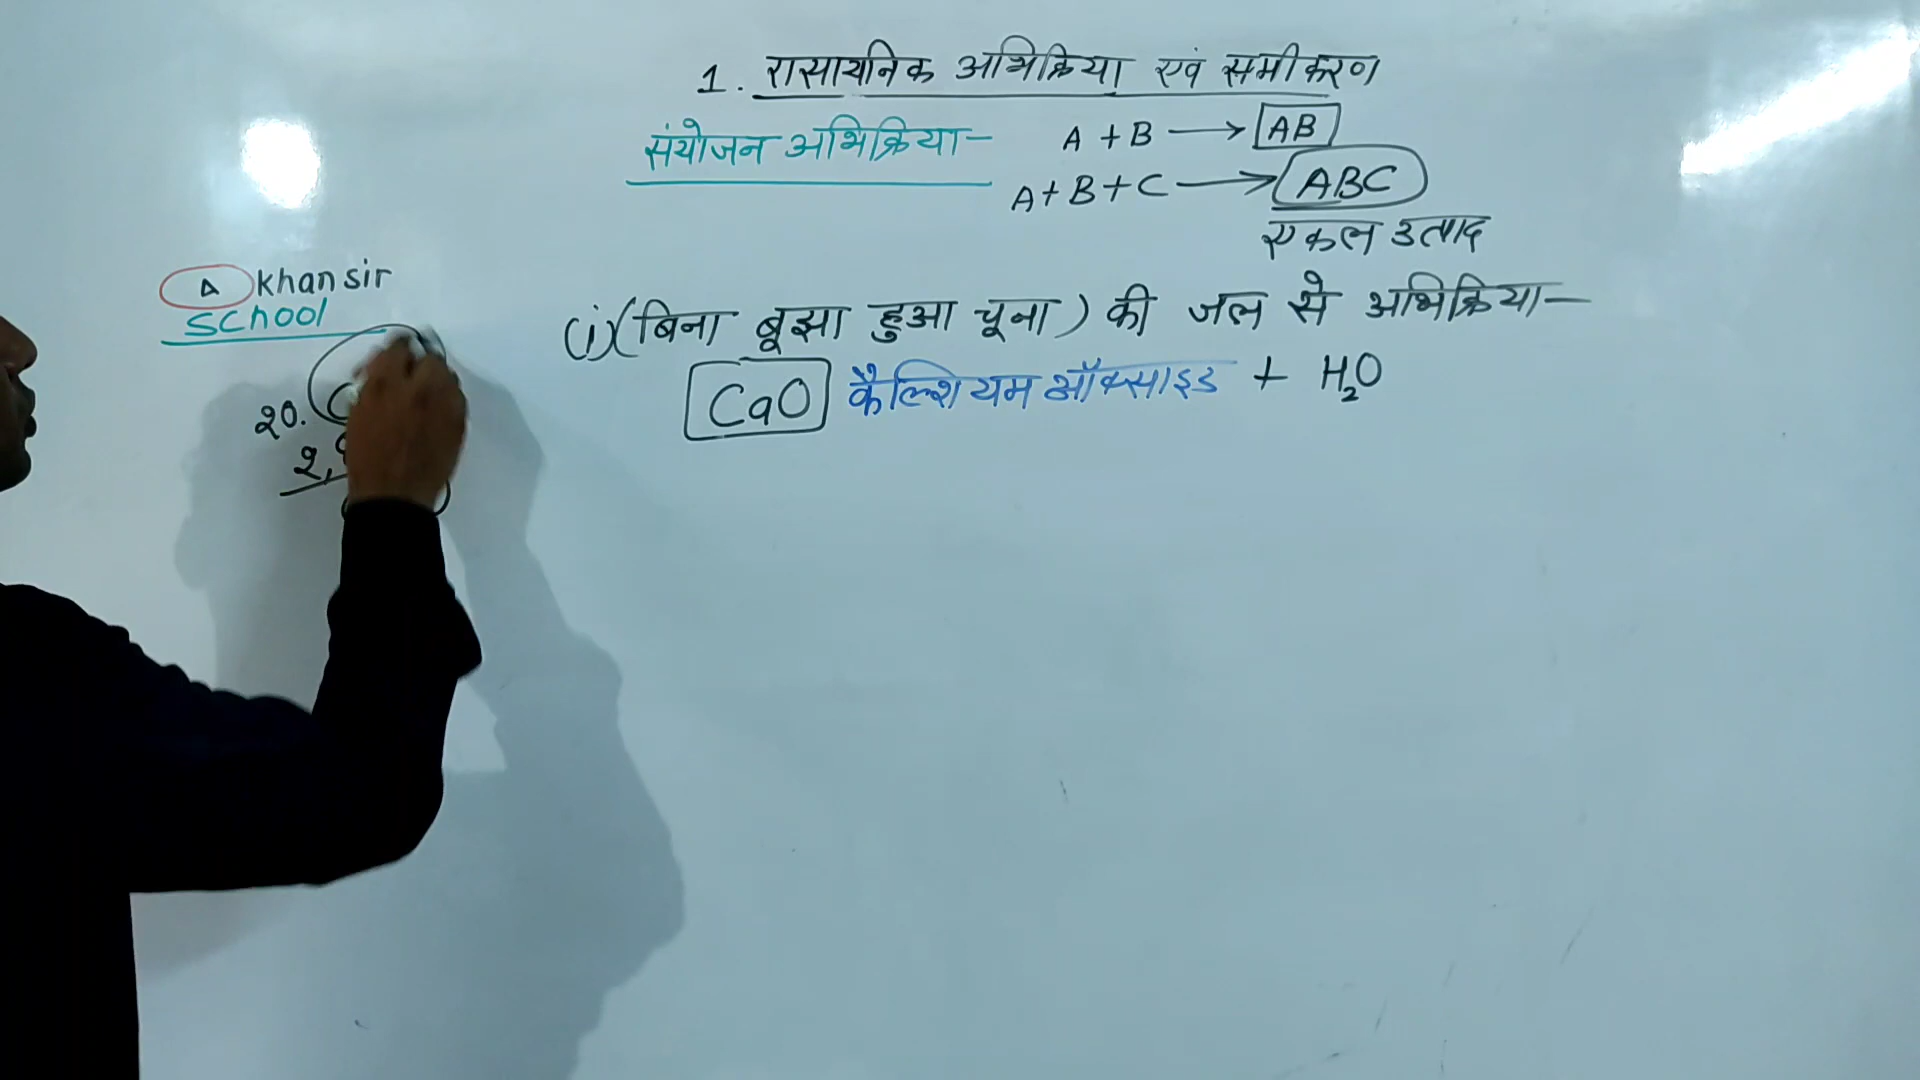 1. रासायनिक अभिक्रिया एवं समीकरण
संयोजन अभिक्रिया— A + B → AB
A + B + C → ABC
एकल उत्पाद
A khan sir
School
(i) (बिना बूझा हुआ चूना) की जल से अभिक्रिया—
CaO कैल्शियम ऑक्साइड + H₂O
20.
2,